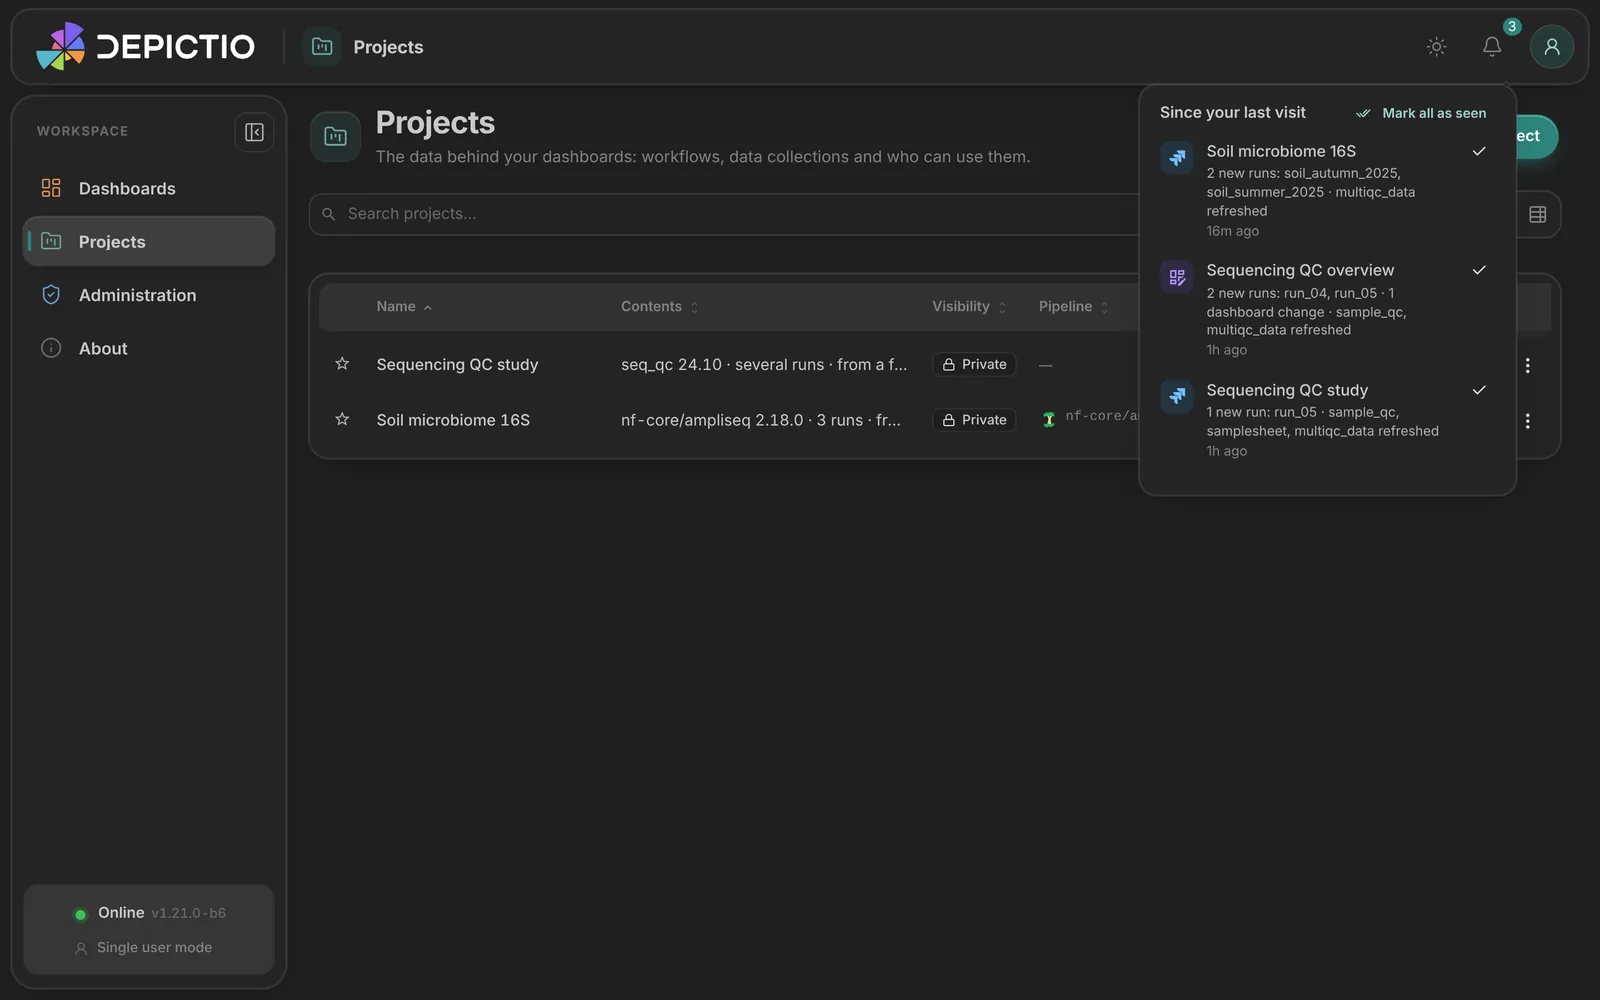 DEPICTIO
Projects
3
WORKSPACE
Dashboards
Projects
Administration
About
Online v1.21.0-b6
Single user mode
Projects
The data behind your dashboards: workflows, data collections and who can use them.
ect
Search projects...
Name
Contents
Visibility
Pipeline
Sequencing QC study
seq_qc 24.10 · several runs · from a f...
Private
—
Soil microbiome 16S
nf-core/ampliseq 2.18.0 · 3 runs · fr...
Private
nf-core/a
Since your last visit
Mark all as seen
Soil microbiome 16S
2 new runs: soil_autumn_2025,
soil_summer_2025 · multiqc_data
refreshed
16m ago
Sequencing QC overview
2 new runs: run_04, run_05 · 1
dashboard change · sample_qc,
multiqc_data refreshed
1h ago
Sequencing QC study
1 new run: run_05 · sample_qc,
samplesheet, multiqc_data refreshed
1h ago